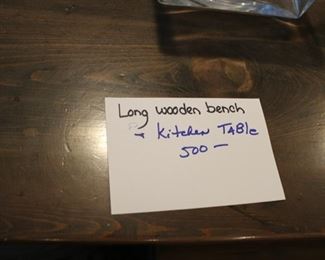 Long wooden bench
+ Kitchen TABle
500 —